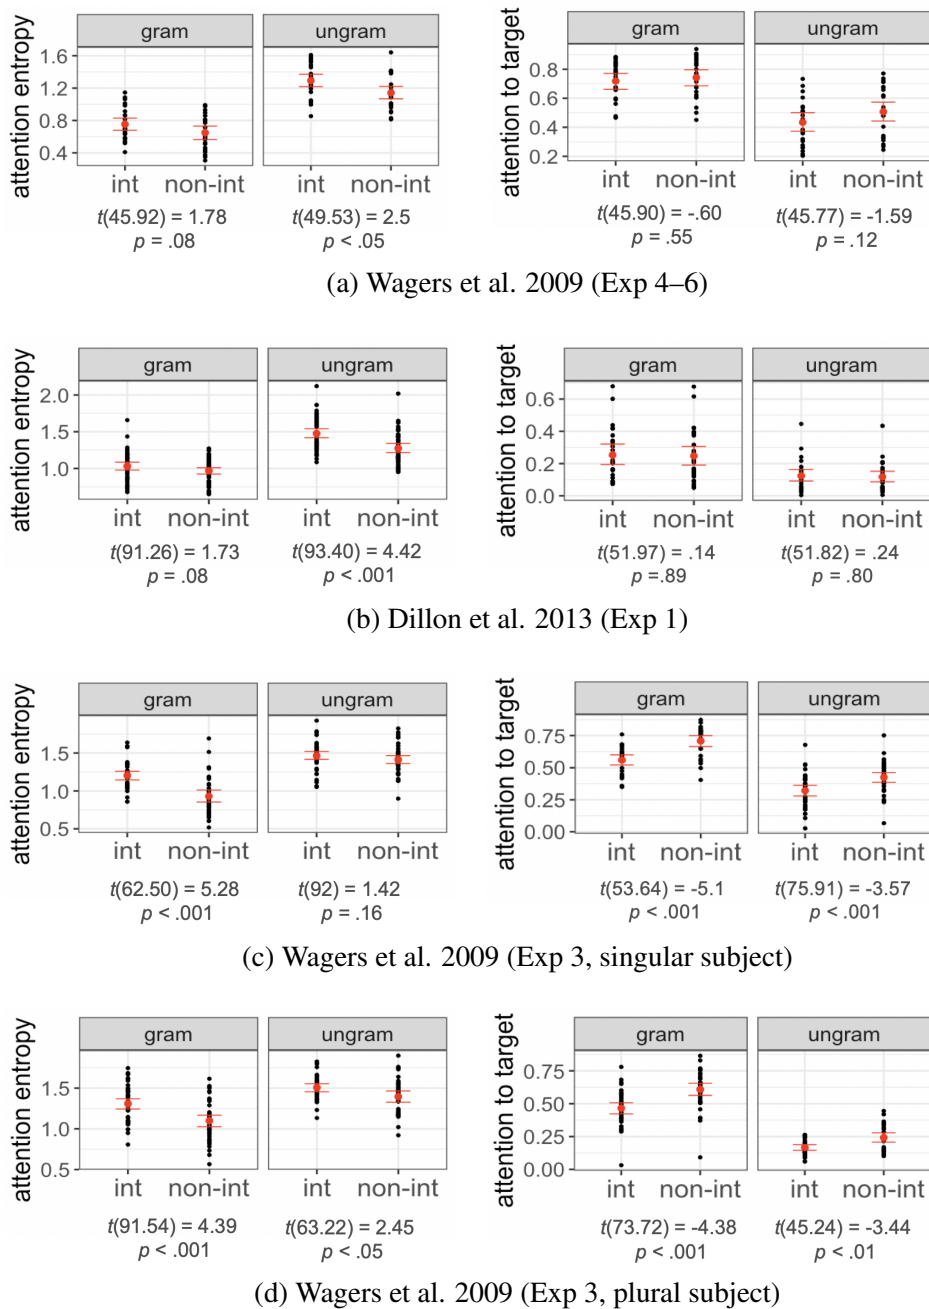 gram ungram gram ungram
attention entropy
1.6
1.2
0.8
0.4
attention to target
0.8
0.6
0.4
0.2
int non-int int non-int int non-int int non-int
t(45.92) = 1.78 t(49.53) = 2.5 t(45.90) = -.60 t(45.77) = -1.59
p = .08 p < .05 p = .55 p = .12
(a) Wagers et al. 2009 (Exp 4–6)
gram ungram gram ungram
attention entropy
2.0
1.5
1.0
attention to target
0.6
0.4
0.2
0.0
int non-int int non-int int non-int int non-int
t(91.26) = 1.73 t(93.40) = 4.42 t(51.97) = .14 t(51.82) = .24
p = .08 p < .001 p =.89 p = .80
(b) Dillon et al. 2013 (Exp 1)
gram ungram gram ungram
attention entropy
1.5
1.0
0.5
attention to target
0.75
0.50
0.25
0.00
int non-int int non-int int non-int int non-int
t(62.50) = 5.28 t(92) = 1.42 t(53.64) = -5.1 t(75.91) = -3.57
p < .001 p = .16 p < .001 p < .001
(c) Wagers et al. 2009 (Exp 3, singular subject)
gram ungram gram ungram
attention entropy
1.5
1.0
0.5
attention to target
0.75
0.50
0.25
0.00
int non-int int non-int int non-int int non-int
t(91.54) = 4.39 t(63.22) = 2.45 t(73.72) = -4.38 t(45.24) = -3.44
p < .001 p < .05 p < .001 p < .01
(d) Wagers et al. 2009 (Exp 3, plural subject)